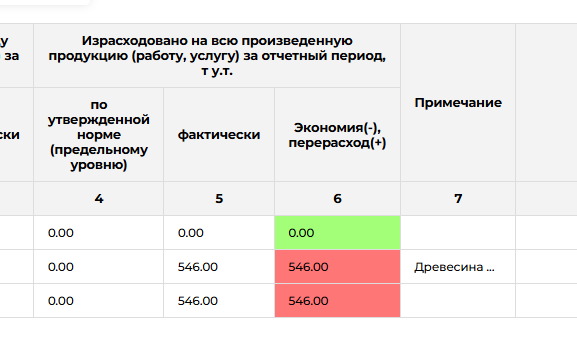 Израсходовано на всю произведенную
продукцию (работу, услугу) за отчетный период,
т у.т.
за
Примечание
по
утвержденной
норме
(предельному
уровню)
фактически
Экономия(-),
перерасход(+)
4 5 6 7
0.00 0.00 0.00
0.00 546.00 546.00 Древесина ...
0.00 546.00 546.00